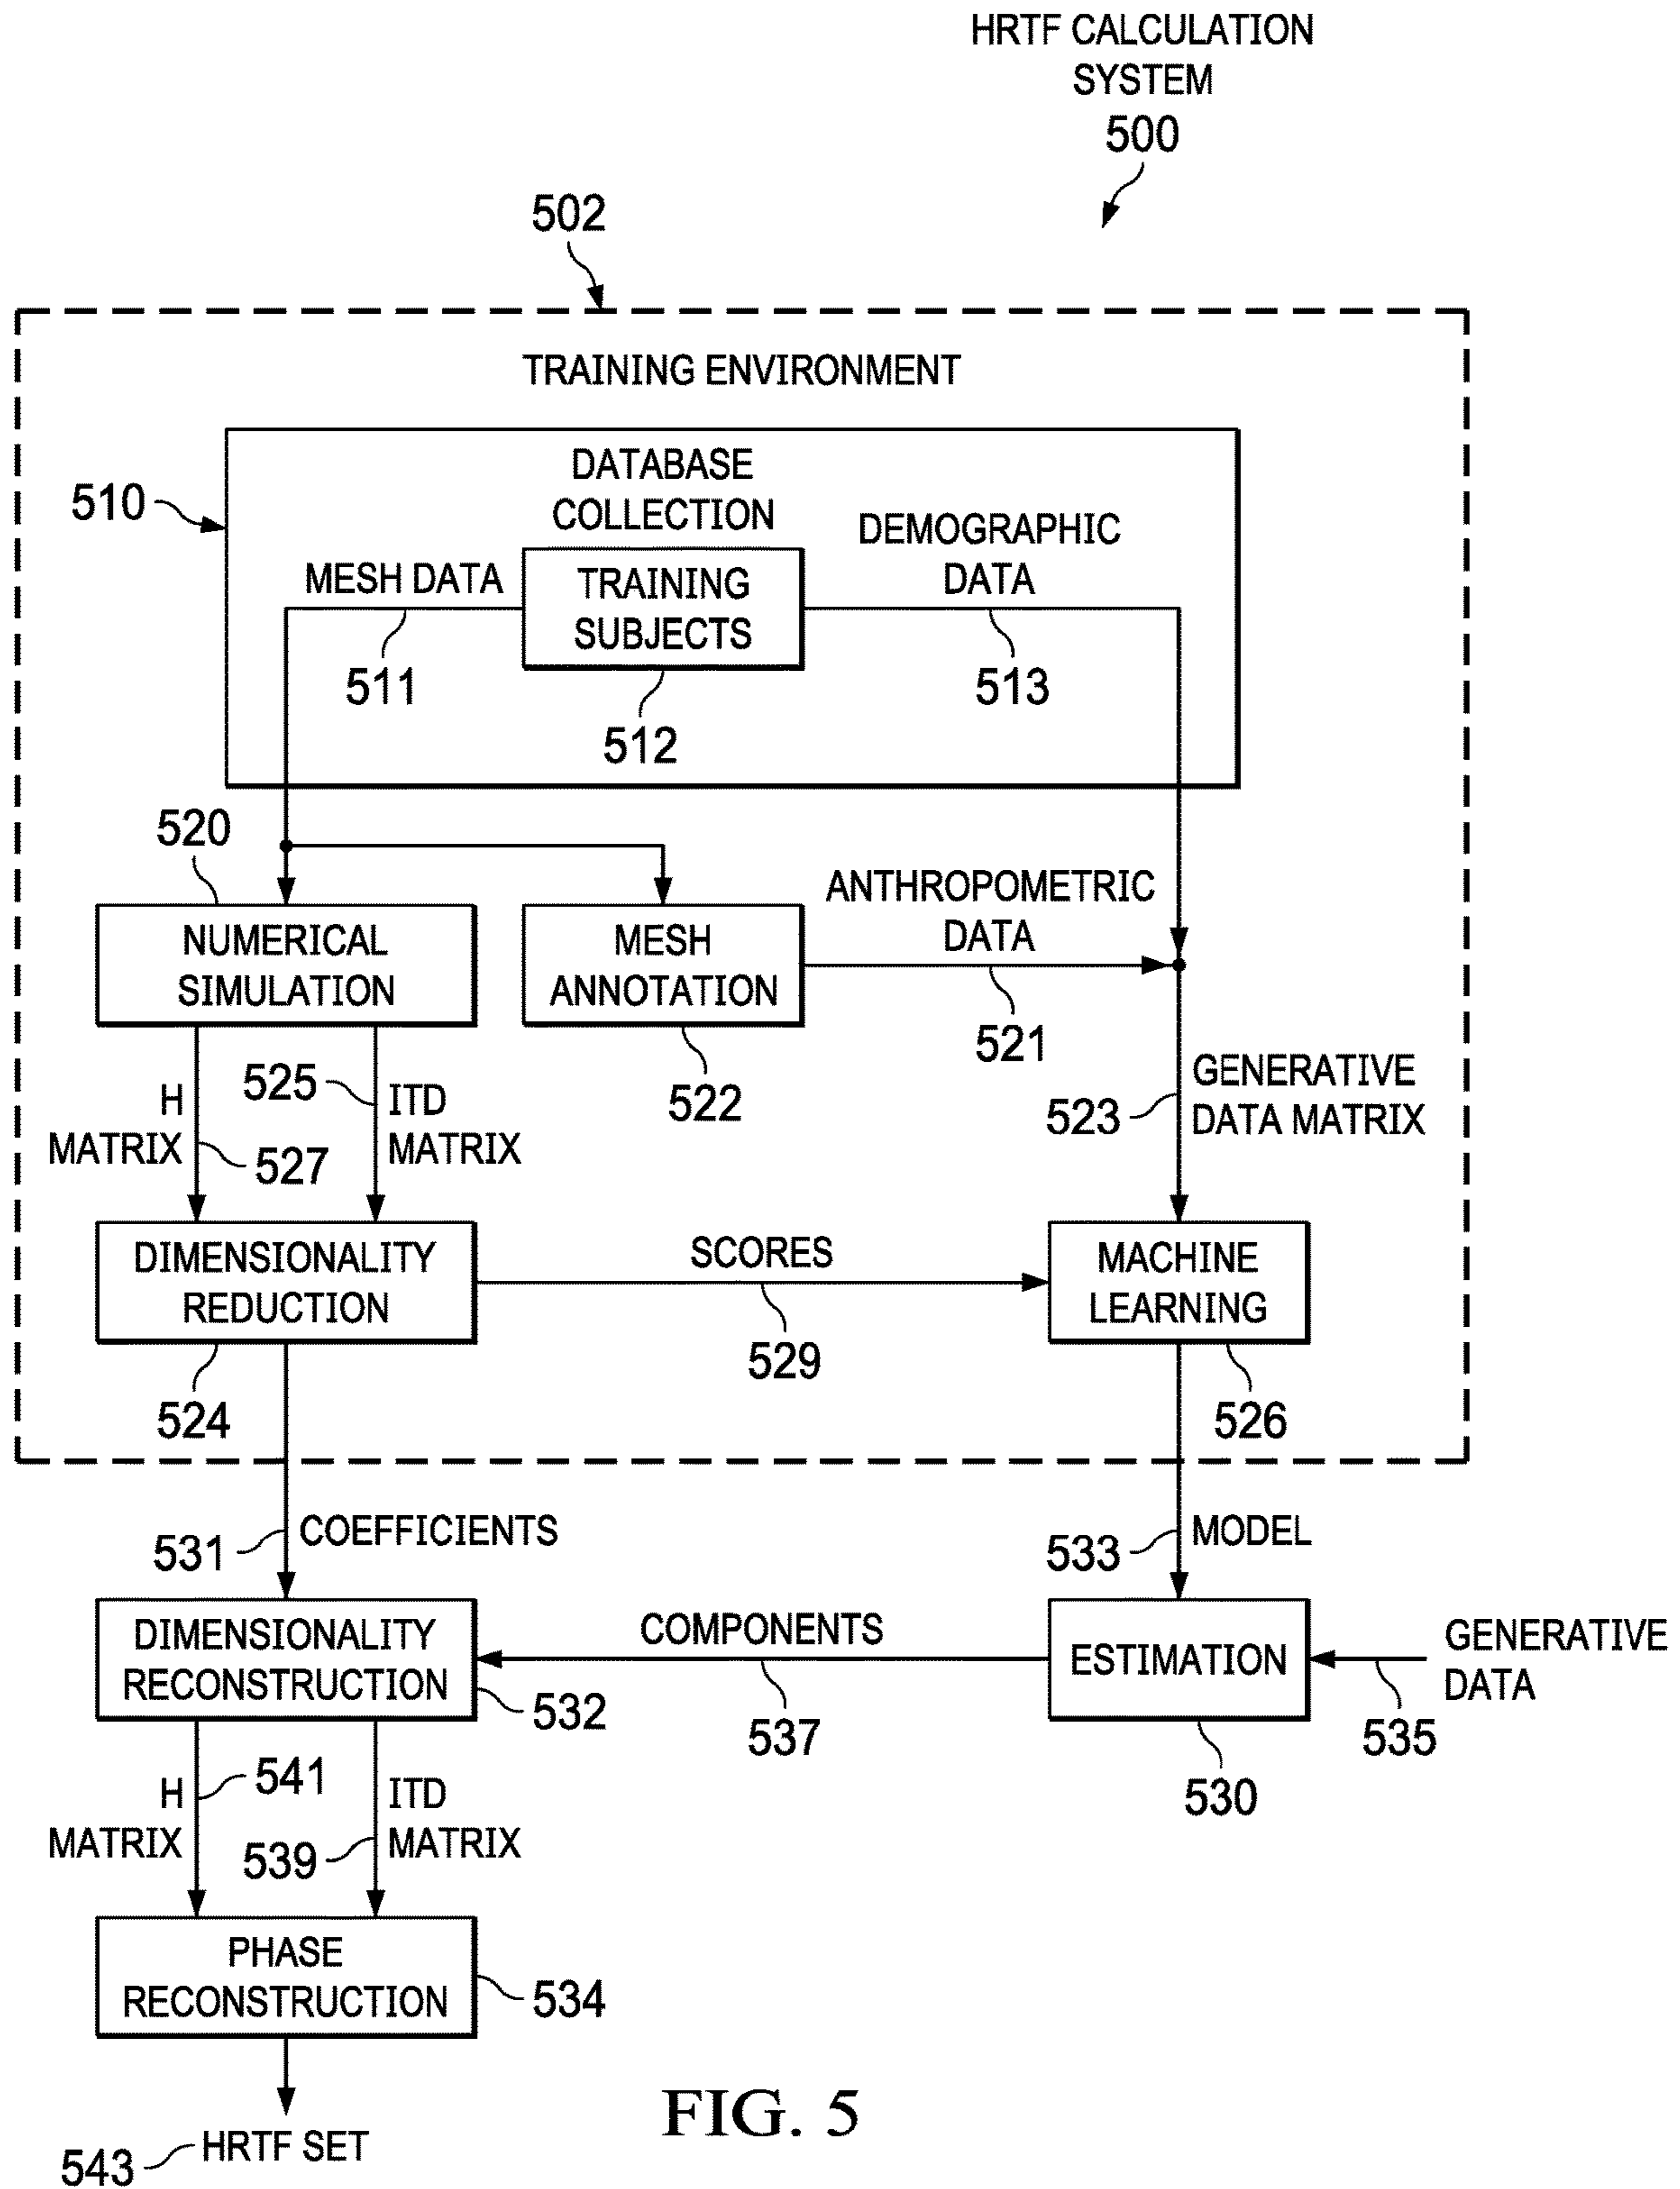 HRTF CALCULATION
SYSTEM
500
502
TRAINING ENVIRONMENT
510
DATABASE
COLLECTION
MESH DATA
TRAINING
SUBJECTS
DEMOGRAPHIC
DATA
511
512
513
520
NUMERICAL
SIMULATION
MESH
ANNOTATION
ANTHROPOMETRIC
DATA
521
522
H
MATRIX
527
525
ITD
MATRIX
523
GENERATIVE
DATA MATRIX
DIMENSIONALITY
REDUCTION
SCORES
MACHINE
LEARNING
529
524
526
531
COEFFICIENTS
533
MODEL
DIMENSIONALITY
RECONSTRUCTION
532
COMPONENTS
537
ESTIMATION
530
GENERATIVE
DATA
535
H
MATRIX
541
539
ITD
MATRIX
PHASE
RECONSTRUCTION
534
543
HRTF SET
FIG. 5